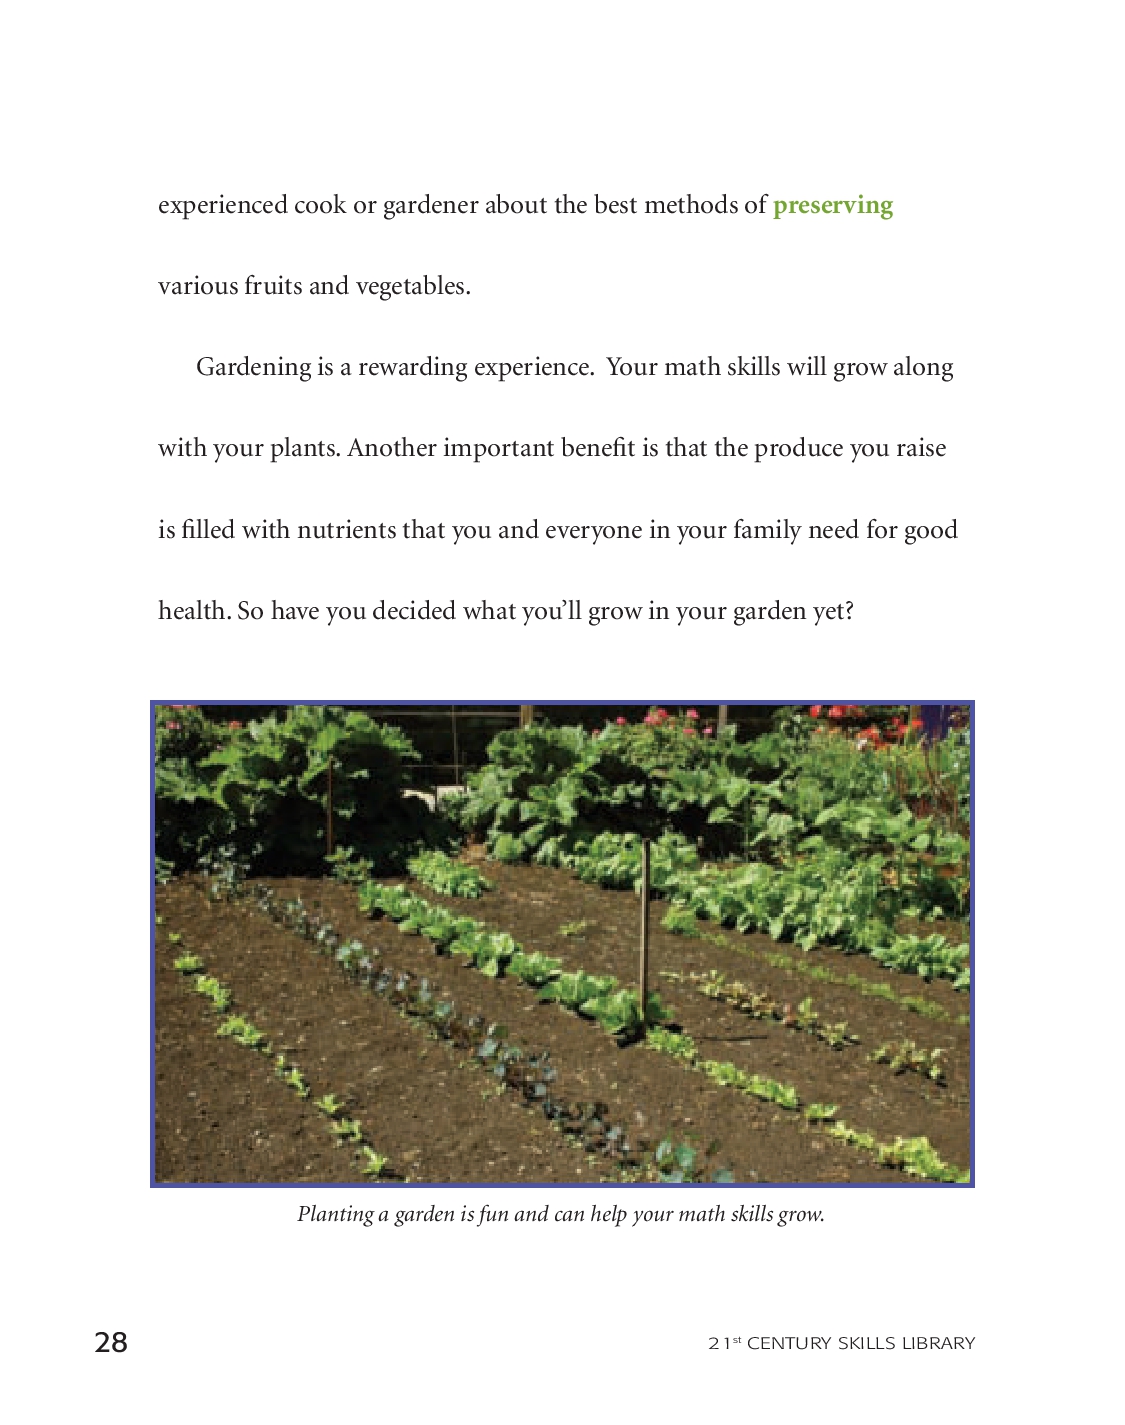 experienced cook or gardener about the best methods of preserving
various fruits and vegetables.
Gardening is a rewarding experience.  Your math skills will grow along
with your plants. Another important benefit is that the produce you raise
is filled with nutrients that you and everyone in your family need for good
health. So have you decided what you’ll grow in your garden yet?
Planting a garden is fun and can help your math skills grow.
28
21st CENTURY SKILLS LIBRARY